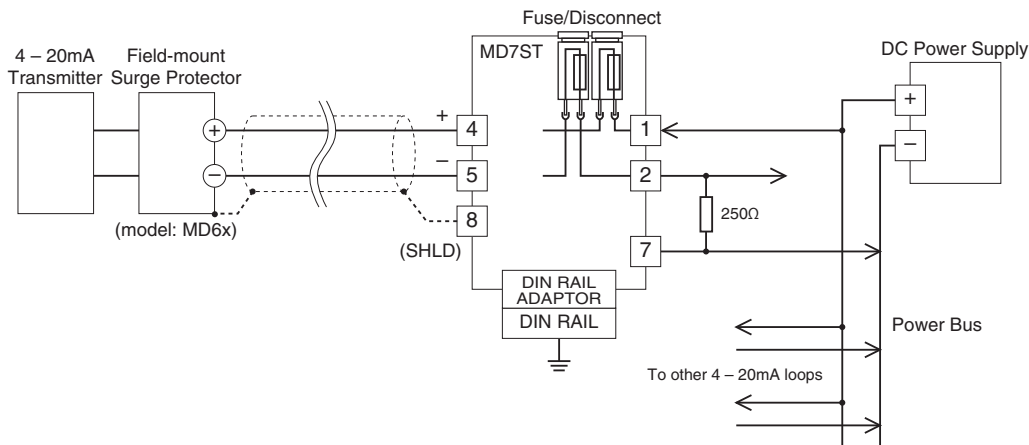 Fuse/Disconnect
MD7ST
4 – 20mA
Transmitter
Field-mount
Surge Protector
DC Power Supply
+
–
+
–
+
4
–
5
8
1
2
7
250Ω
(model: MD6x)
(SHLD)
DIN RAIL
ADAPTOR
DIN RAIL
Power Bus
To other 4 – 20mA loops